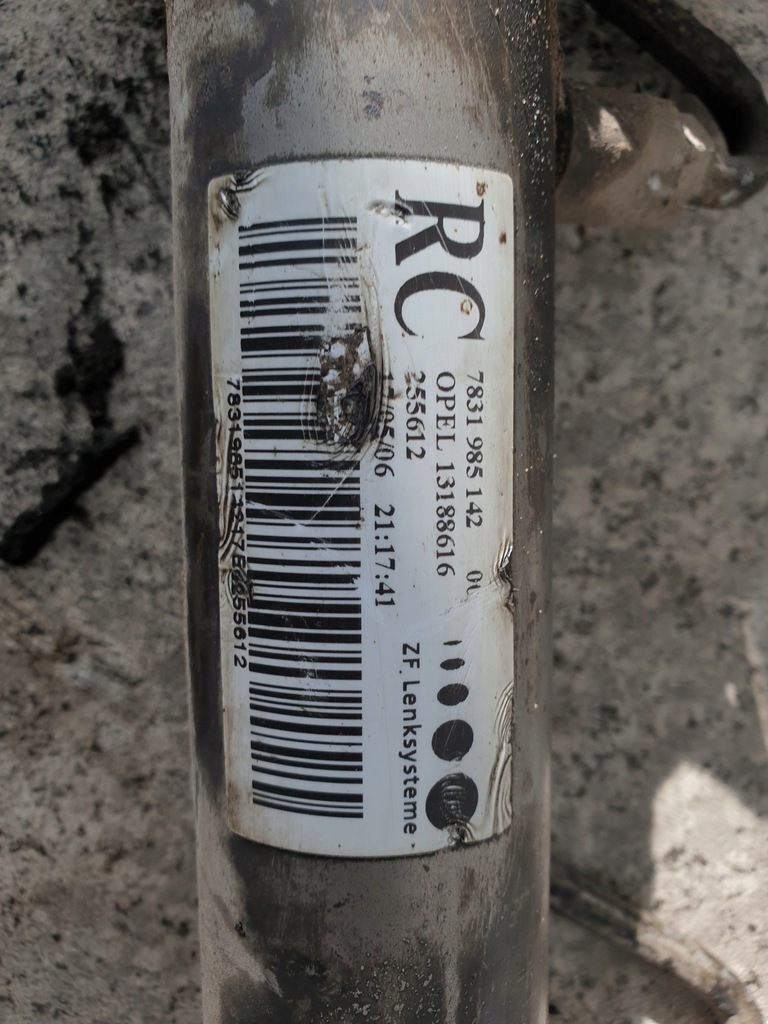 RC
7831 985 142
OPEL 13188616
255612
21:17:41
ZF. Lenksysteme